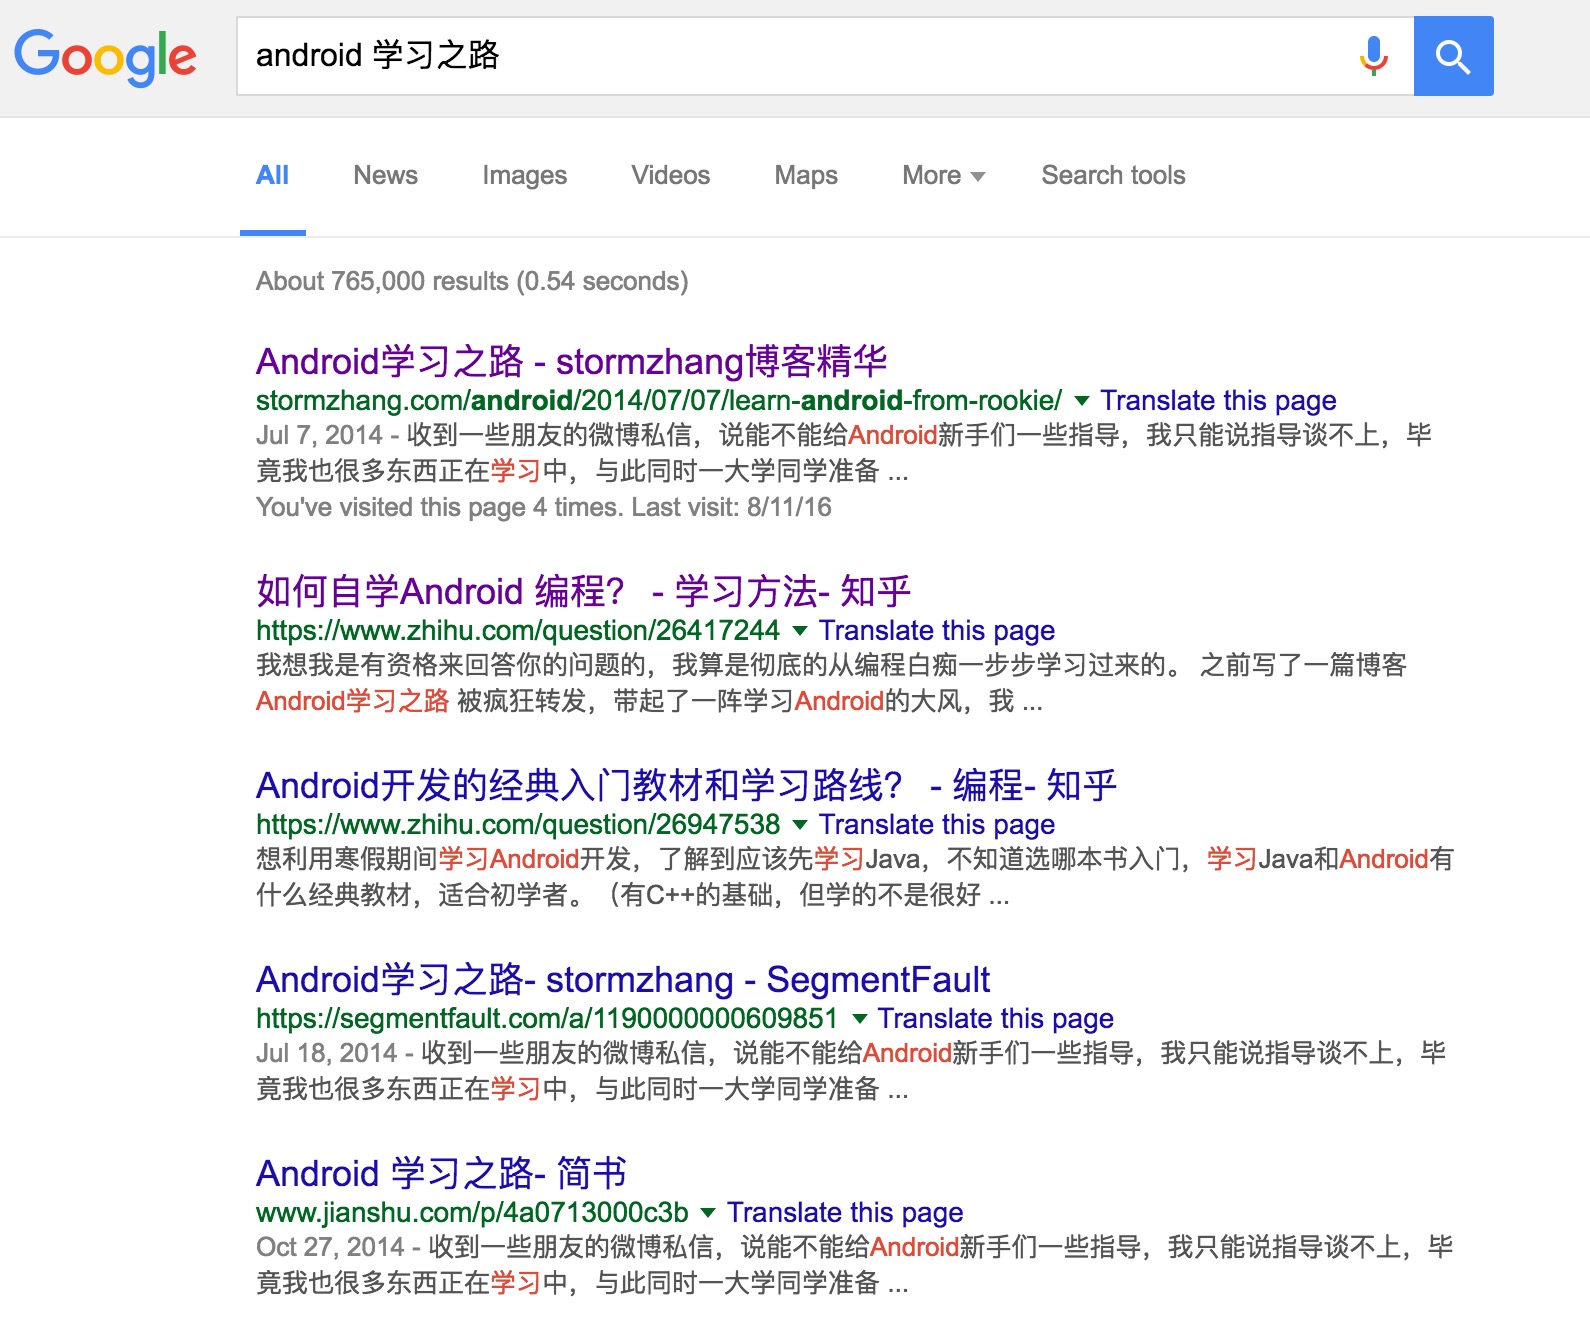 Google
android 学习之路
All News Images Videos Maps More Search tools
About 765,000 results (0.54 seconds)
Android学习之路 - stormzhang博客精华
stormzhang.com/android/2014/07/07/learn-android-from-rookie/ Translate this page
Jul 7, 2014 - 收到一些朋友的微博私信，说能不能给Android新手们一些指导，我只能说指导谈不上，毕
竟我也很多东西正在学习中，与此同时一大学同学准备 ...
You've visited this page 4 times. Last visit: 8/11/16
如何自学Android 编程？ - 学习方法- 知乎
https://www.zhihu.com/question/26417244 Translate this page
我想我是有资格来回答你的问题的，我算是彻底的从编程白痴一步步学习过来的。 之前写了一篇博客
Android学习之路 被疯狂转发，带起了一阵学习Android的大风，我 ...
Android开发的经典入门教材和学习路线？ - 编程- 知乎
https://www.zhihu.com/question/26947538 Translate this page
想利用寒假期间学习Android开发，了解到应该先学习Java，不知道选哪本书入门，学习Java和Android有
什么经典教材，适合初学者。（有C++的基础，但学的不是很好 ...
Android学习之路- stormzhang - SegmentFault
https://segmentfault.com/a/1190000000609851 Translate this page
Jul 18, 2014 - 收到一些朋友的微博私信，说能不能给Android新手们一些指导，我只能说指导谈不上，毕
竟我也很多东西正在学习中，与此同时一大学同学准备 ...
Android 学习之路- 简书
www.jianshu.com/p/4a0713000c3b Translate this page
Oct 27, 2014 - 收到一些朋友的微博私信，说能不能给Android新手们一些指导，我只能说指导谈不上，毕
竟我也很多东西正在学习中，与此同时一大学同学准备 ...